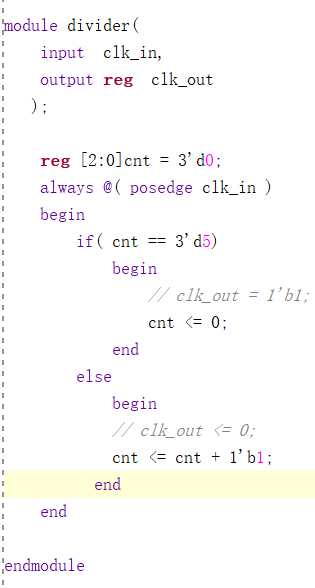 module divider(
input clk_in,
output reg clk_out
);
reg [2:0]cnt = 3'd0;
always @( posedge clk_in )
begin
if( cnt == 3'd5)
begin
// clk_out = 1'b1;
cnt <= 0;
end
else
begin
// clk_out <= 0;
cnt <= cnt + 1'b1;
end
end
endmodule